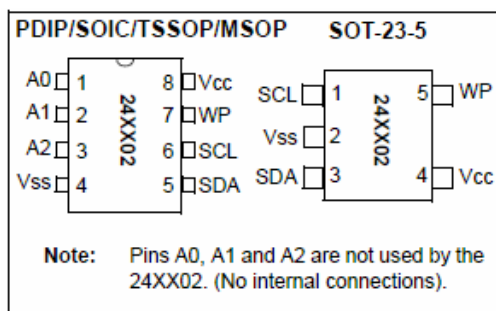 PDIP/SOIC/TSSOP/MSOP SOT-23-5
A0 1 8 Vcc
A1 2 7 WP
A2 3 6 SCL
Vss 4 5 SDA
24XX02
SCL 1 5 WP
Vss 2
SDA 3 4 Vcc
24XX02
Note: Pins A0, A1 and A2 are not used by the
24XX02. (No internal connections).